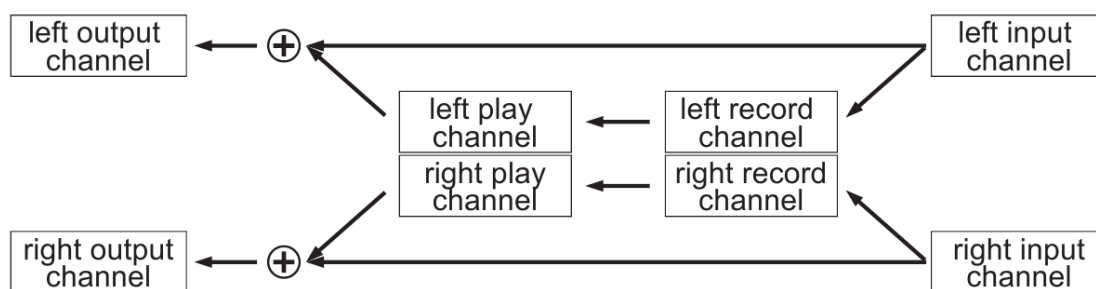 left output
channel
left input
channel
left play
channel
left record
channel
right play
channel
right record
channel
right output
channel
right input
channel